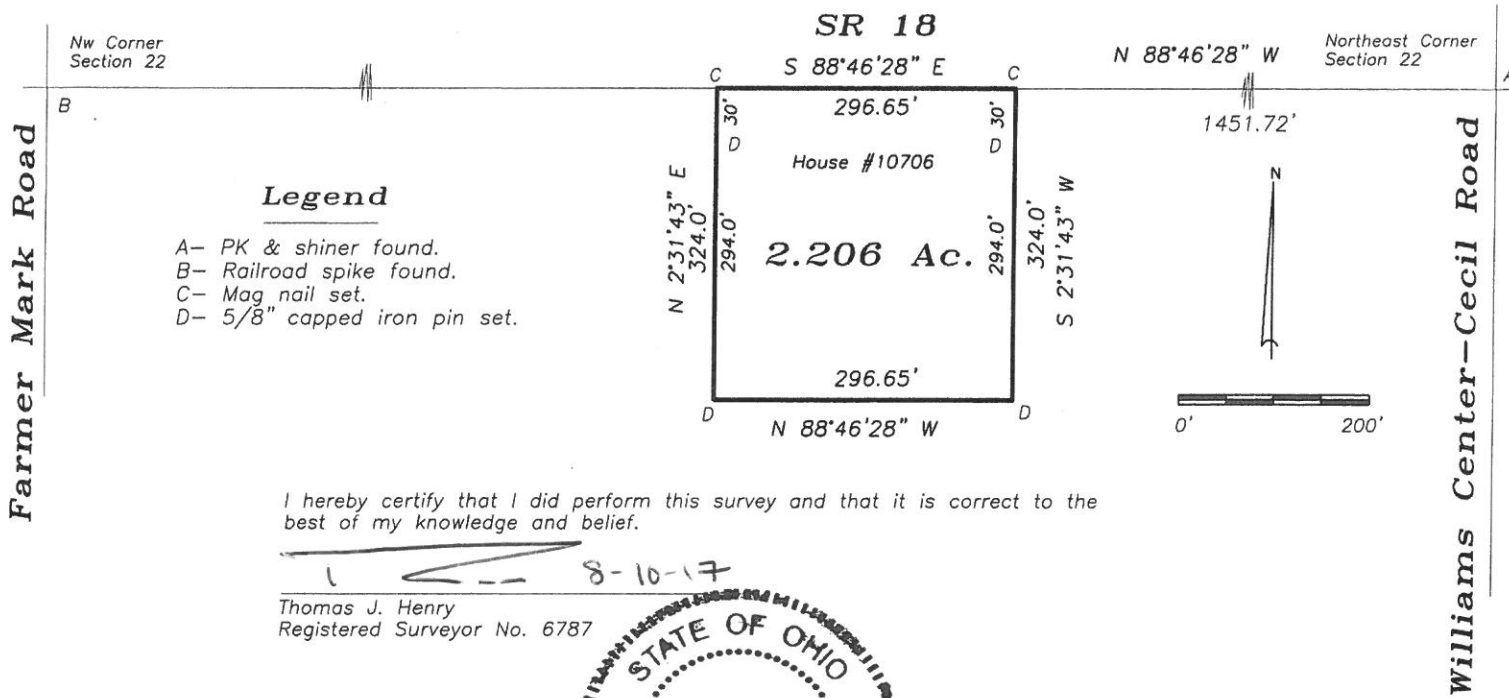 SR 18
Nw Corner
Section 22
S 88°46'28" E
N 88°46'28" W
Northeast Corner
Section 22
C
C
A
B
296.65'
1451.72'
30'
30'
D
D
House #10706
N
Farmer Mark Road
Legend
A– PK & shiner found.
B– Railroad spike found.
C– Mag nail set.
D– 5/8" capped iron pin set.
N 2°31'43" E
324.0'
294.0'
2.206 Ac.
294.0'
324.0'
S 2°31'43" W
296.65'
D
D
N 88°46'28" W
0'
200'
Williams Center–Cecil Road
I hereby certify that I did perform this survey and that it is correct to the
best of my knowledge and belief.
8-10-17
Thomas J. Henry
Registered Surveyor No. 6787
STATE OF OHIO